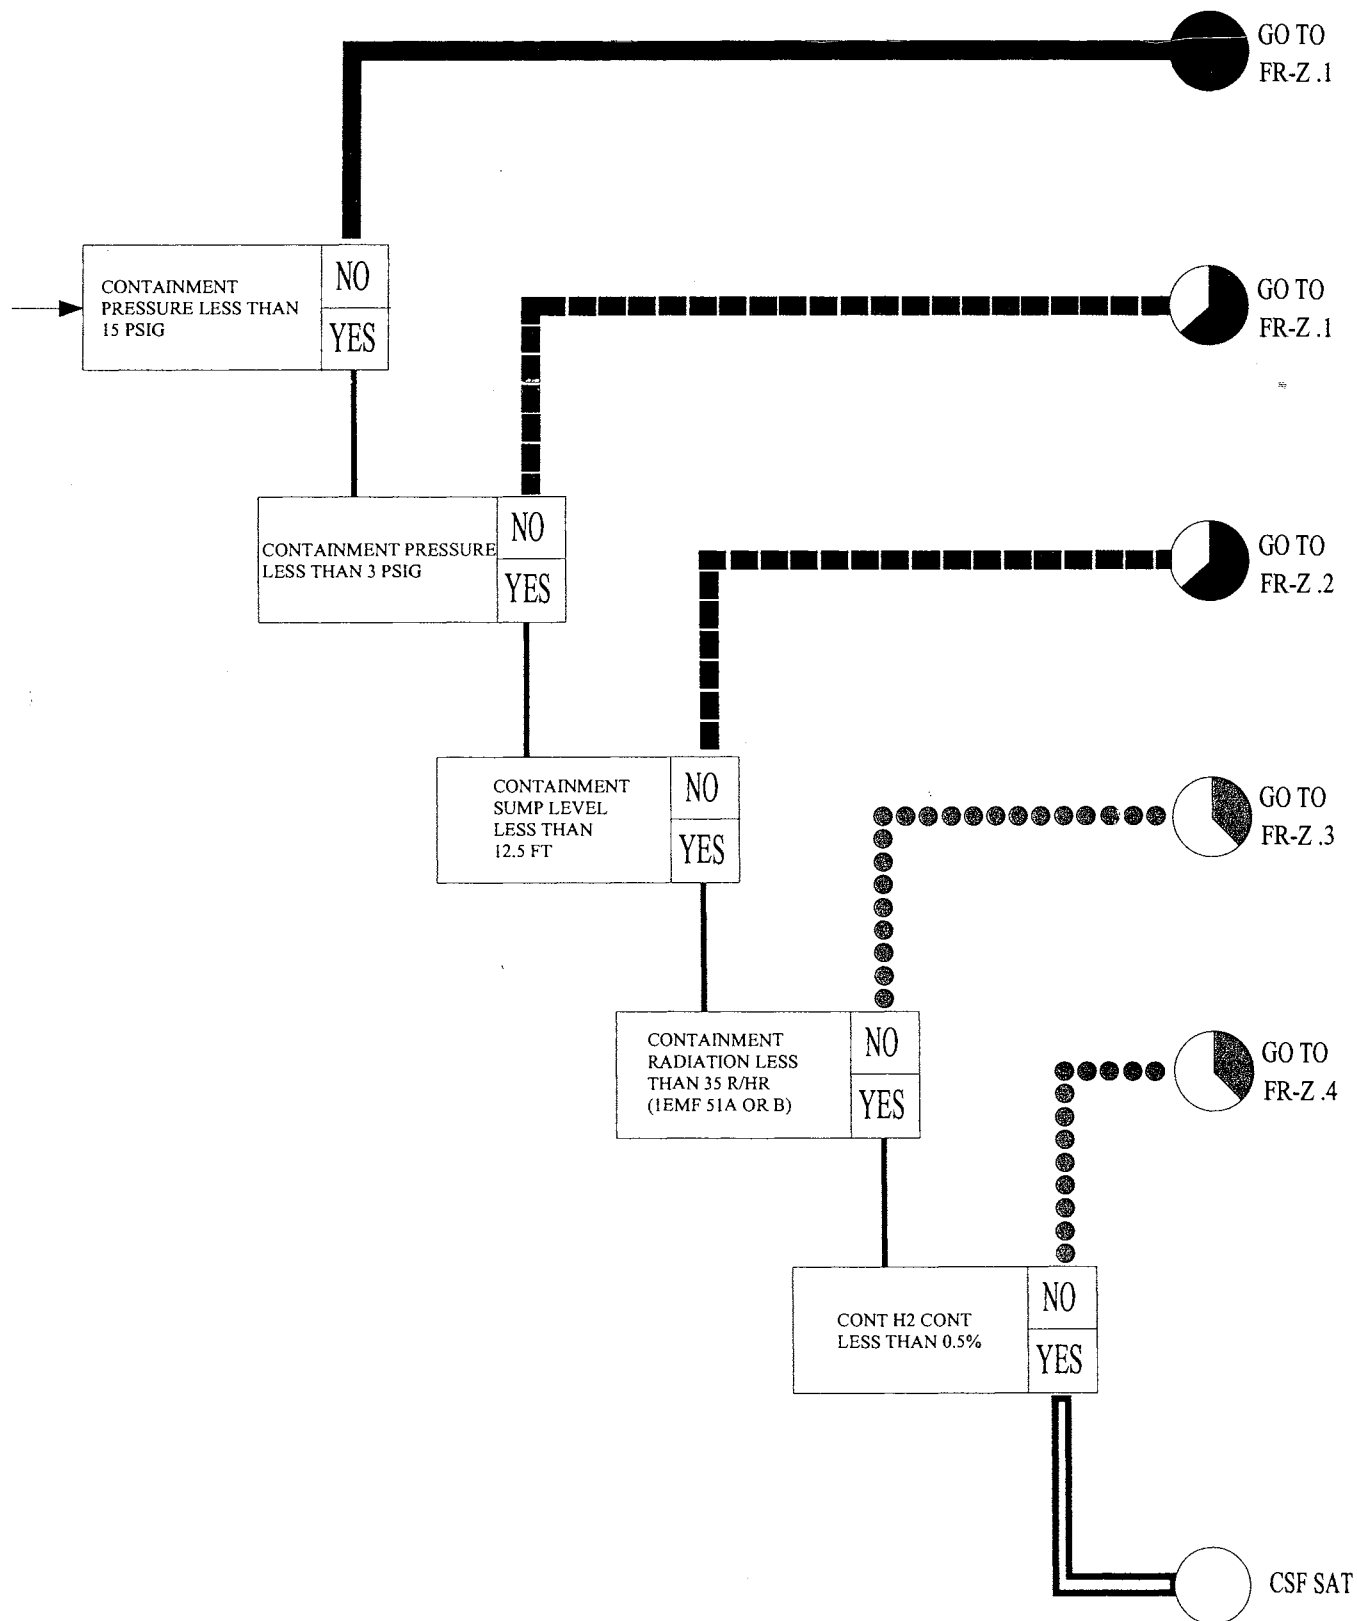 GO TO
FR-Z .1
CONTAINMENT
PRESSURE LESS THAN
15 PSIG
NO
YES
GO TO
FR-Z .1
CONTAINMENT PRESSURE
LESS THAN 3 PSIG
NO
YES
GO TO
FR-Z .2
CONTAINMENT
SUMP LEVEL
LESS THAN
12.5 FT
NO
YES
GO TO
FR-Z .3
CONTAINMENT
RADIATION LESS
THAN 35 R/HR
(1EMF 51A OR B)
NO
YES
GO TO
FR-Z .4
CONT H2 CONT
LESS THAN 0.5%
NO
YES
CSF SAT